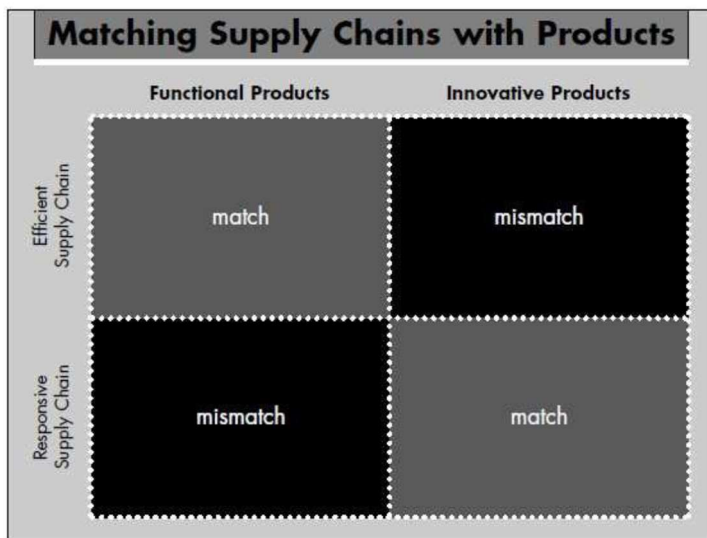 Matching Supply Chains with Products
Functional Products
Innovative Products
Efficient
Supply Chain
match
mismatch
Responsive
Supply Chain
mismatch
match